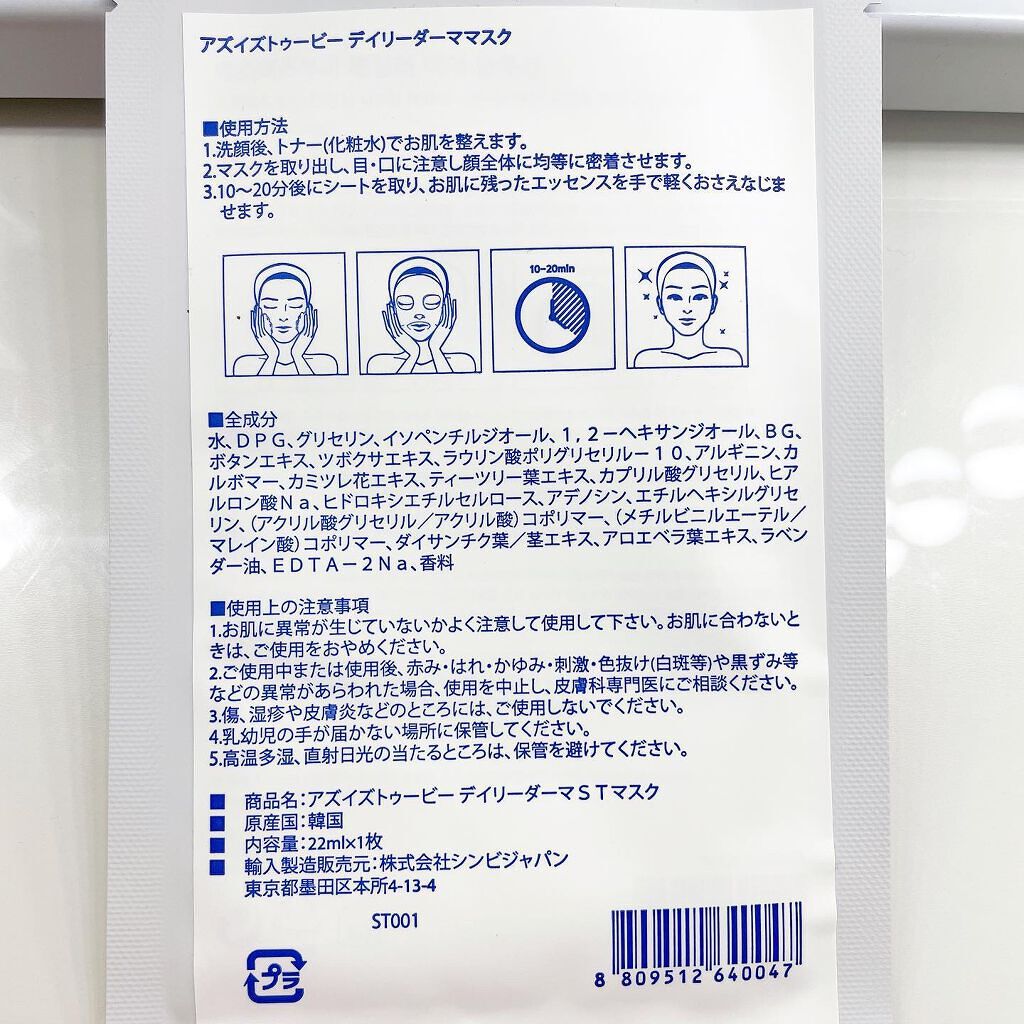 アズイズトゥービー デイリーダーママスク
■使用方法
1.洗顔後、トナー(化粧水)でお肌を整えます。
2.マスクを取り出し、目・口に注意し顔全体に均等に密着させます。
3.10～20分後にシートを取り、お肌に残ったエッセンスを手で軽くおさえなじま
せます。
10-20min
■全成分
水、ＤＰＧ、グリセリン、イソペンチルジオール、１，２－ヘキサンジオール、ＢＧ、
ボタンエキス、ツボクサエキス、ラウリン酸ポリグリセリル－１０、アルギニン、カ
ルボマー、カミツレ花エキス、ティーツリー葉エキス、カプリル酸グリセリル、ヒア
ルロン酸Ｎａ、ヒドロキシエチルセルロース、アデノシン、エチルヘキシルグリセ
リン、（アクリル酸グリセリル／アクリル酸）コポリマー、（メチルビニルエーテル／
マレイン酸）コポリマー、ダイサンチク葉／茎エキス、アロエベラ葉エキス、ラベン
ダー油、ＥＤＴＡ－２Ｎａ、香料
■使用上の注意事項
1.お肌に異常が生じていないかよく注意して使用して下さい。お肌に合わないと
きは、ご使用をおやめください。
2.ご使用中または使用後、赤み・はれ・かゆみ・刺激・色抜け(白斑等)や黒ずみ等
などの異常があらわれた場合、使用を中止し、皮膚科専門医にご相談ください。
3.傷、湿疹や皮膚炎などのところには、ご使用しないでください。
4.乳幼児の手が届かない場所に保管してください。
5.高温多湿、直射日光の当たるところは、保管を避けてください。
■ 商品名：アズイズトゥービー デイリーダーマＳＴマスク
■ 原産国：韓国
■ 内容量：22ml×1枚
■ 輸入製造販売元：株式会社シンビジャパン
東京都墨田区本所4-13-4
ST001
プラ
8 809512 640047